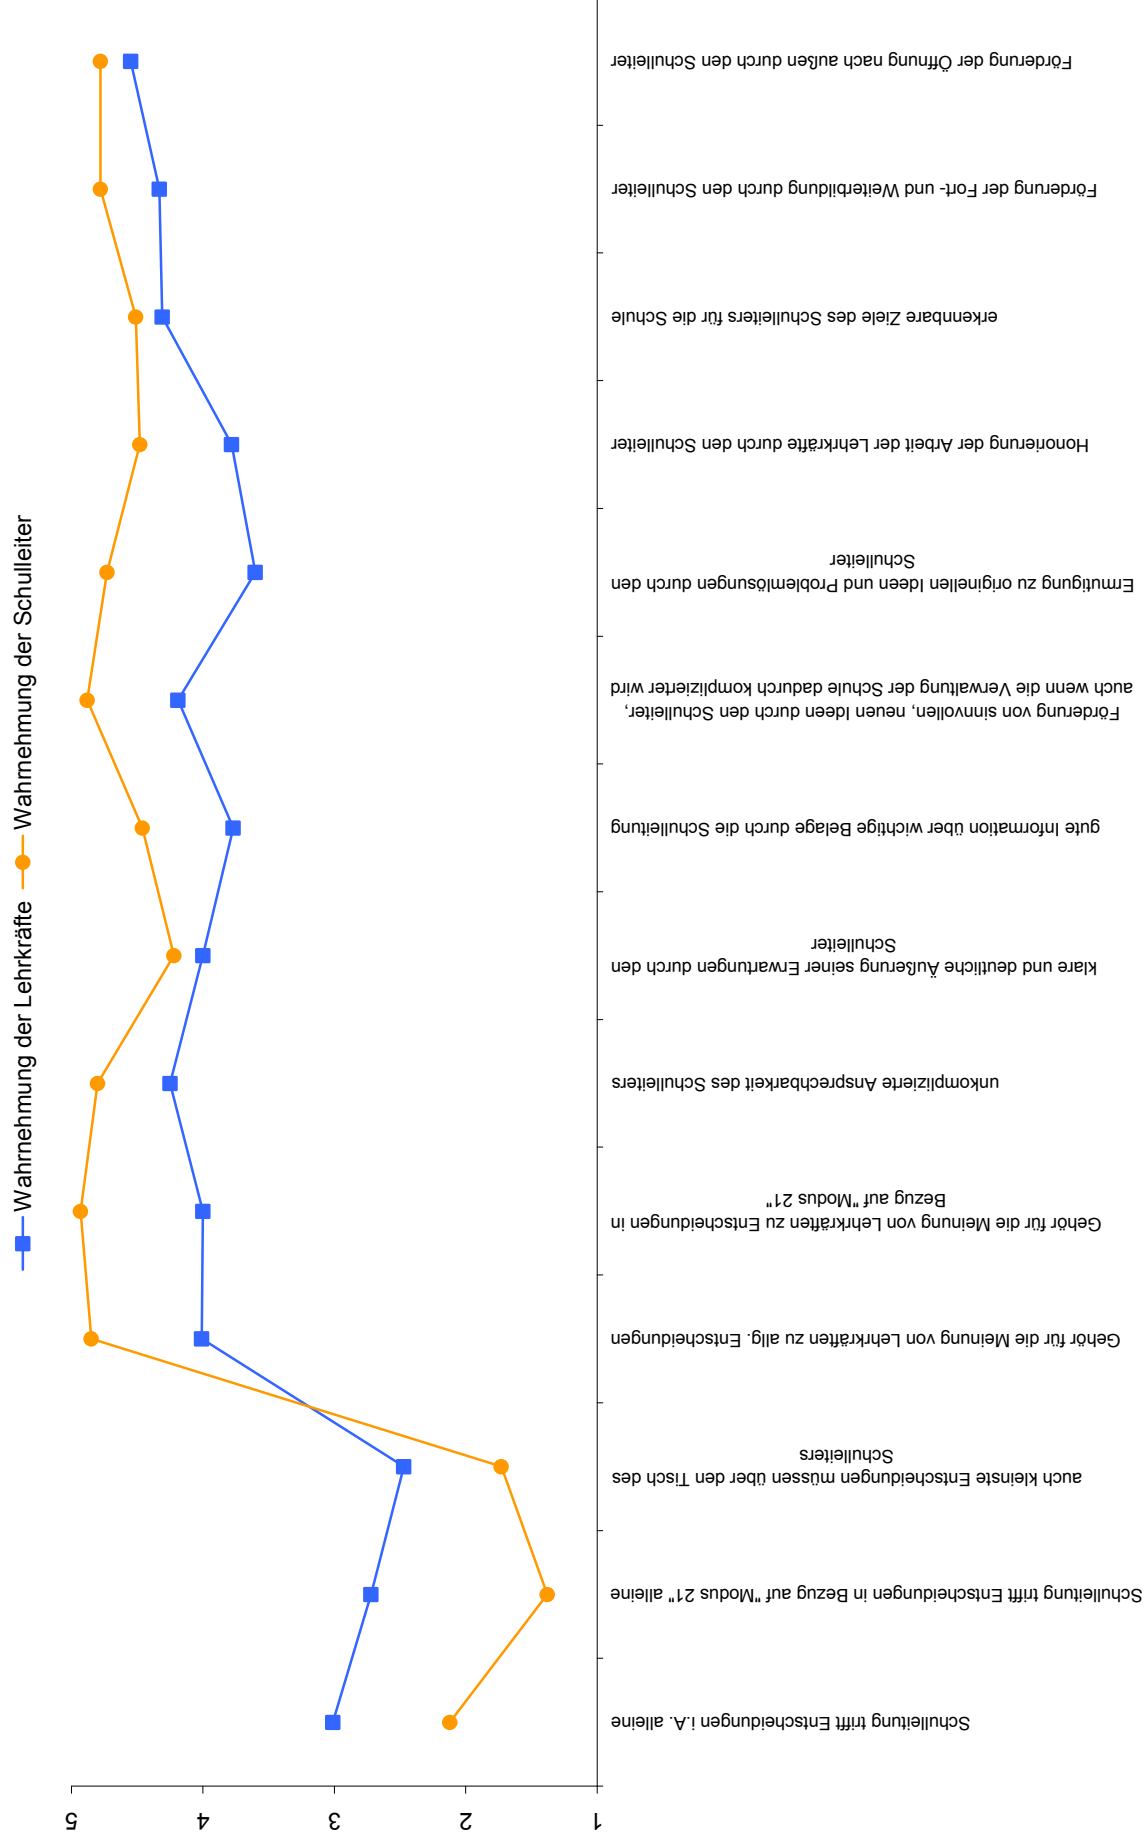 Wahrnehmung der Lehrkräfte
Wahrnehmung der Schulleiter
5
4
3
2
1
Schulleitung trifft Entscheidungen i.A. alleine
Schulleitung trifft Entscheidungen in Bezug auf "Modus 21" alleine
auch kleinste Entscheidungen müssen über den Tisch des
Schulleiters
Gehör für die Meinung von Lehrkräften zu allg. Entscheidungen
Gehör für die Meinung von Lehrkräften zu Entscheidungen in
Bezug auf "Modus 21"
unkomplizierte Ansprechbarkeit des Schulleiters
klare und deutliche Äußerung seiner Erwartungen durch den
Schulleiter
gute Information über wichtige Belage durch die Schulleitung
Förderung von sinnvollen, neuen Ideen durch den Schulleiter,
auch wenn die Verwaltung der Schule dadurch komplizierter wird
Ermutigung zu originellen Ideen und Problemlösungen durch den
Schulleiter
Honorierung der Arbeit der Lehrkräfte durch den Schulleiter
erkennbare Ziele des Schulleiters für die Schule
Förderung der Fort- und Weiterbildung durch den Schulleiter
Förderung der Öffnung nach außen durch den Schulleiter